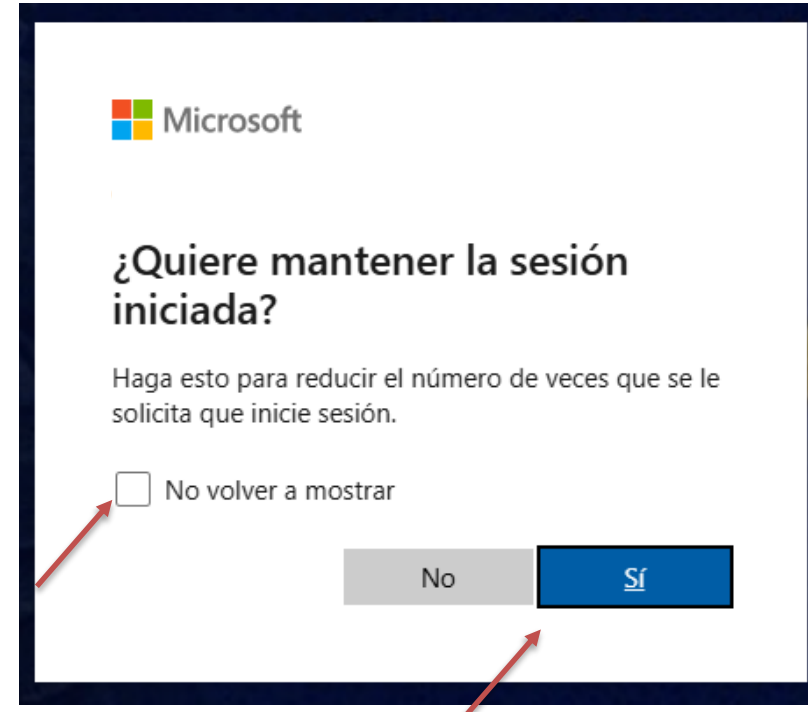 Microsoft
¿Quiere mantener la sesión
iniciada?
Haga esto para reducir el número de veces que se le
solicita que inicie sesión.
No volver a mostrar
No
Sí